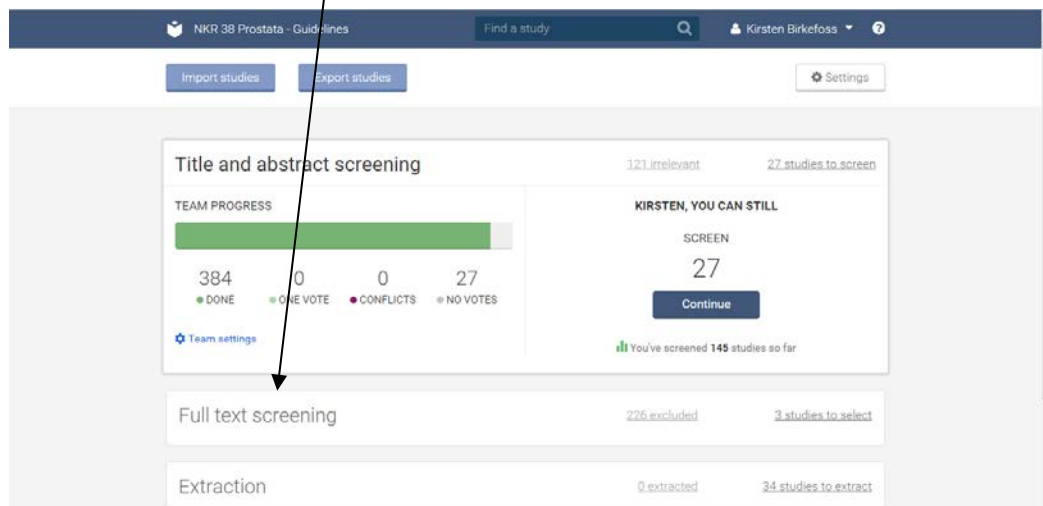 NKR 38 Prostata - Guidelines Find a study Kirsten Birkefoss ?
Import studies Export studies Settings
Title and abstract screening 121 irrelevant 27 studies to screen
TEAM PROGRESS KIRSTEN, YOU CAN STILL
SCREEN
384 0 0 27 27
DONE ONE VOTE CONFLICTS NO VOTES Continue
Team settings You've screened 145 studies so far
Full text screening 226 excluded 3 studies to select
Extraction 0 extracted 34 studies to extract